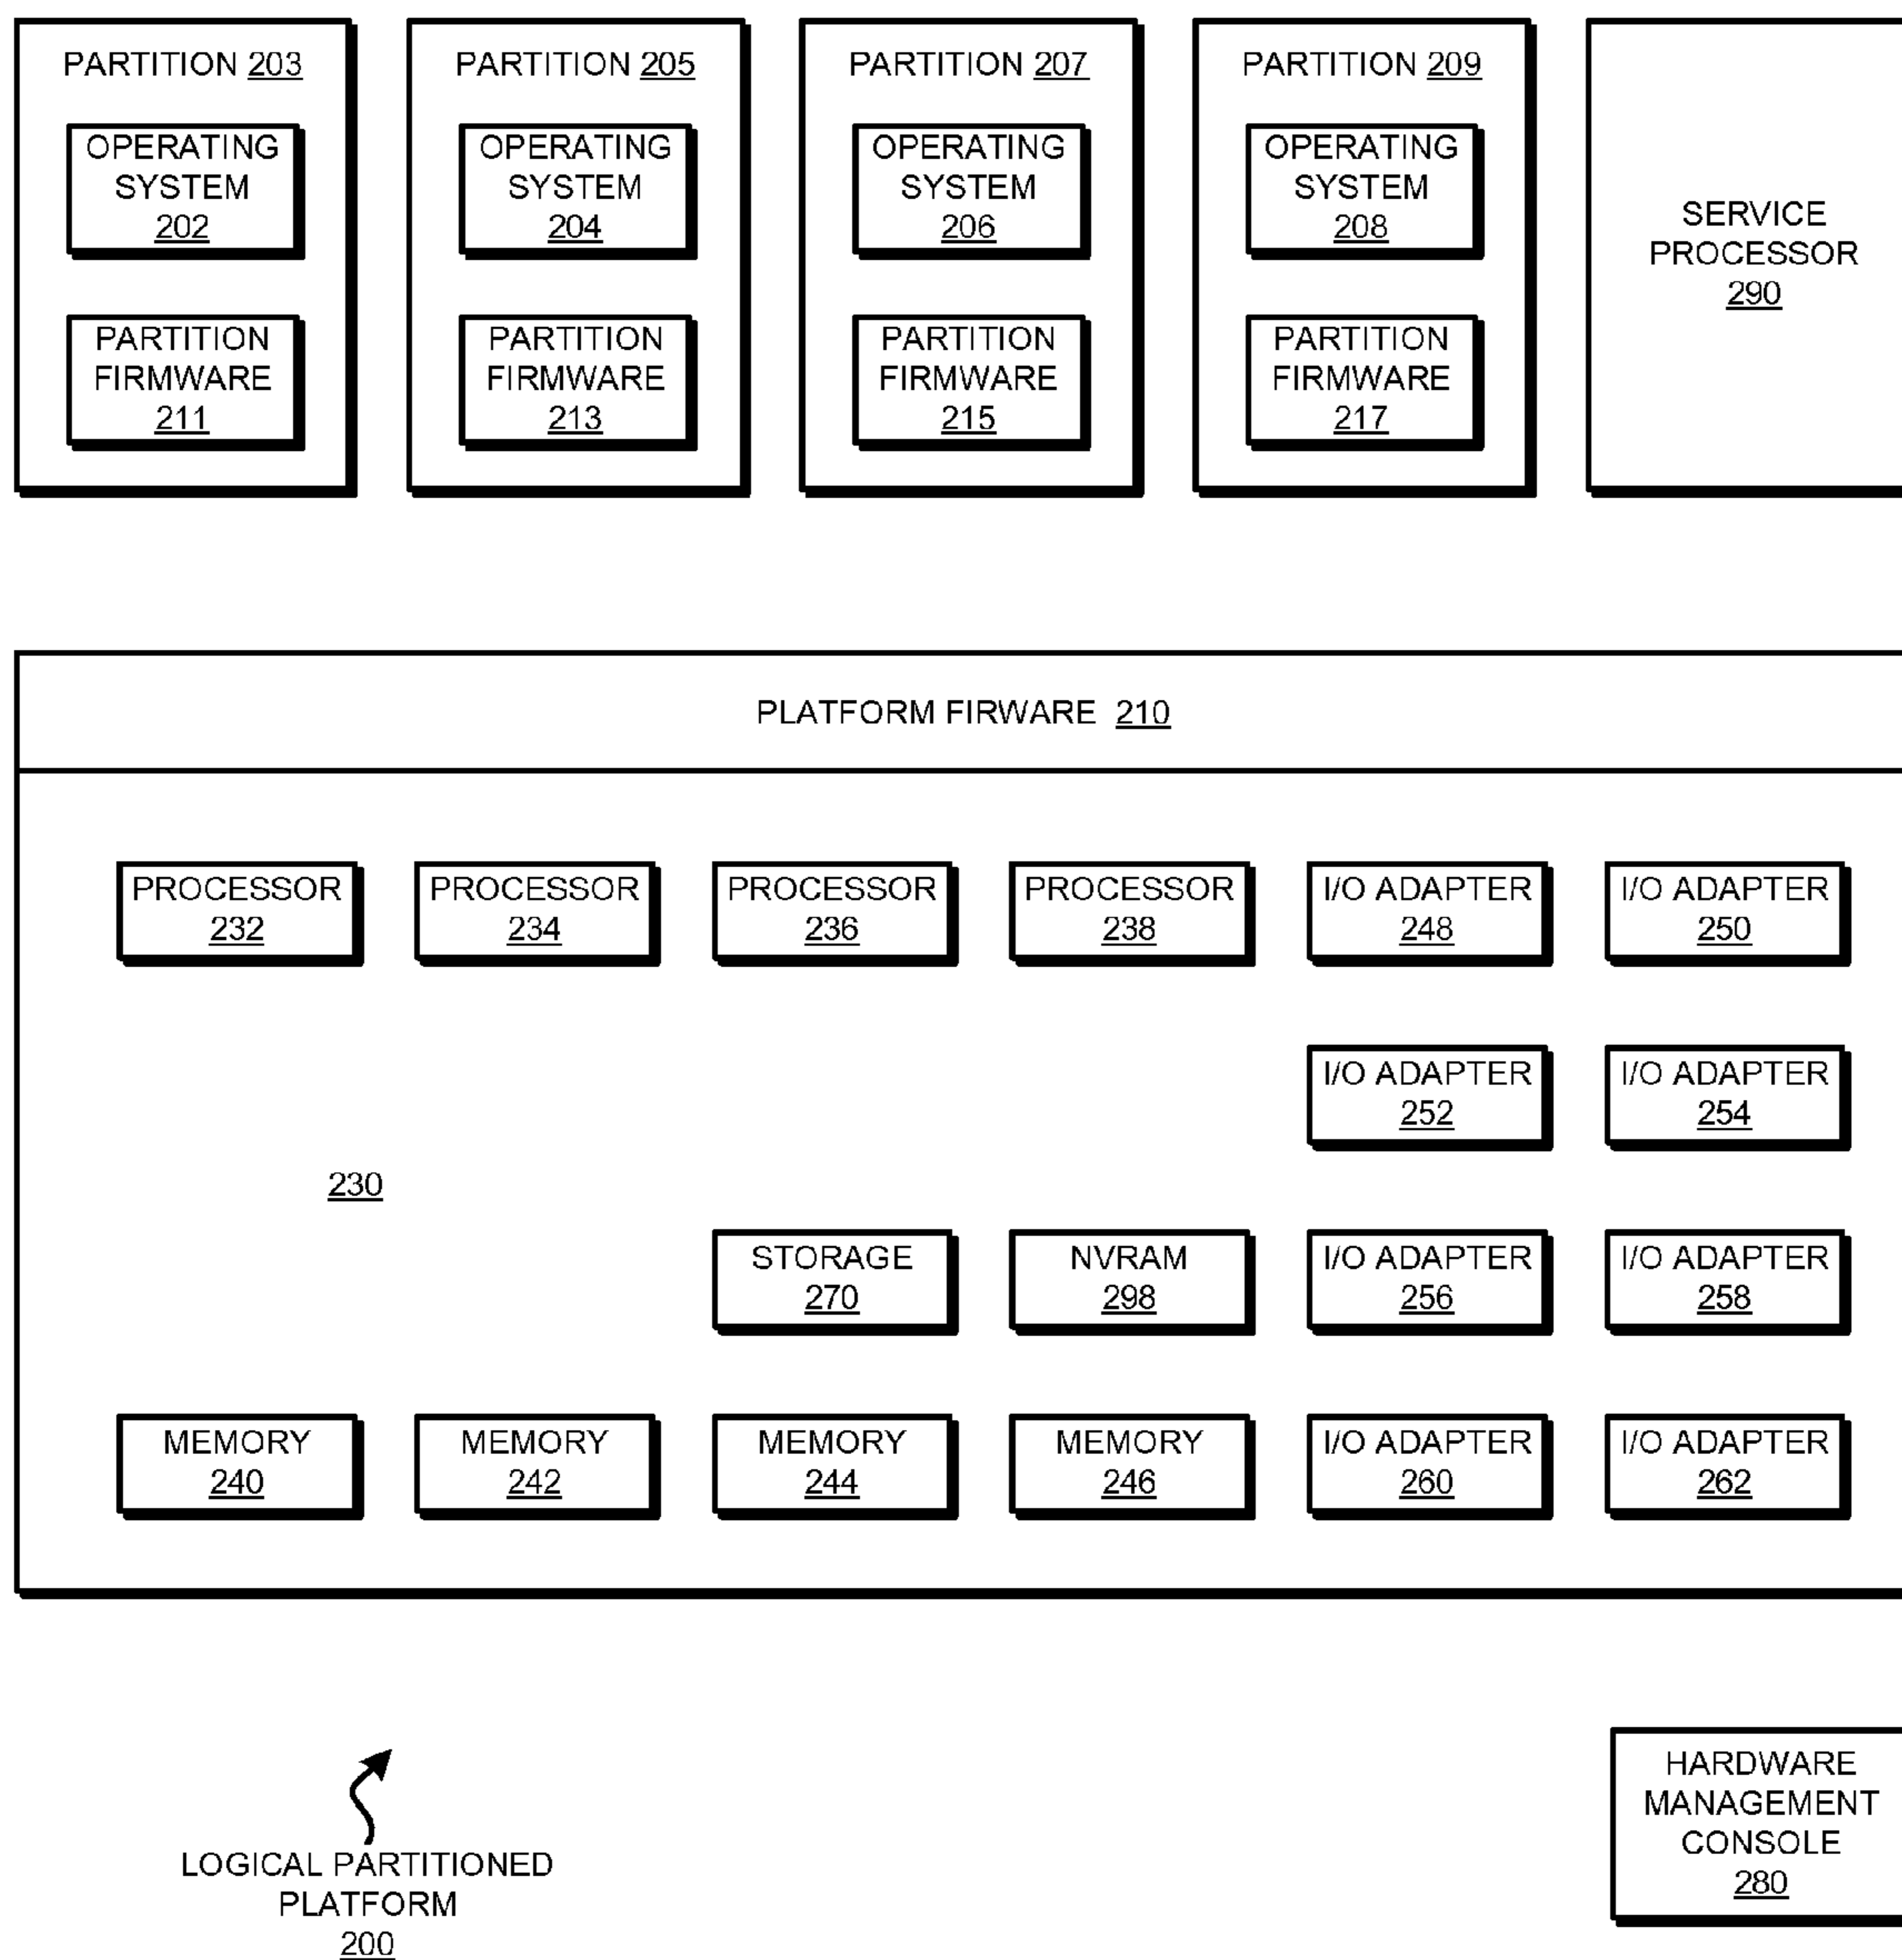 PARTITION 203
OPERATING
SYSTEM
202
PARTITION
FIRMWARE
211
PARTITION 205
OPERATING
SYSTEM
204
PARTITION
FIRMWARE
213
PARTITION 207
OPERATING
SYSTEM
206
PARTITION
FIRMWARE
215
PARTITION 209
OPERATING
SYSTEM
208
PARTITION
FIRMWARE
217
SERVICE
PROCESSOR
290
PLATFORM FIRWARE 210
PROCESSOR
232
PROCESSOR
234
PROCESSOR
236
PROCESSOR
238
I/O ADAPTER
248
I/O ADAPTER
250
I/O ADAPTER
252
I/O ADAPTER
254
230
STORAGE
270
NVRAM
298
I/O ADAPTER
256
I/O ADAPTER
258
MEMORY
240
MEMORY
242
MEMORY
244
MEMORY
246
I/O ADAPTER
260
I/O ADAPTER
262
LOGICAL PARTITIONED
PLATFORM
200
HARDWARE
MANAGEMENT
CONSOLE
280